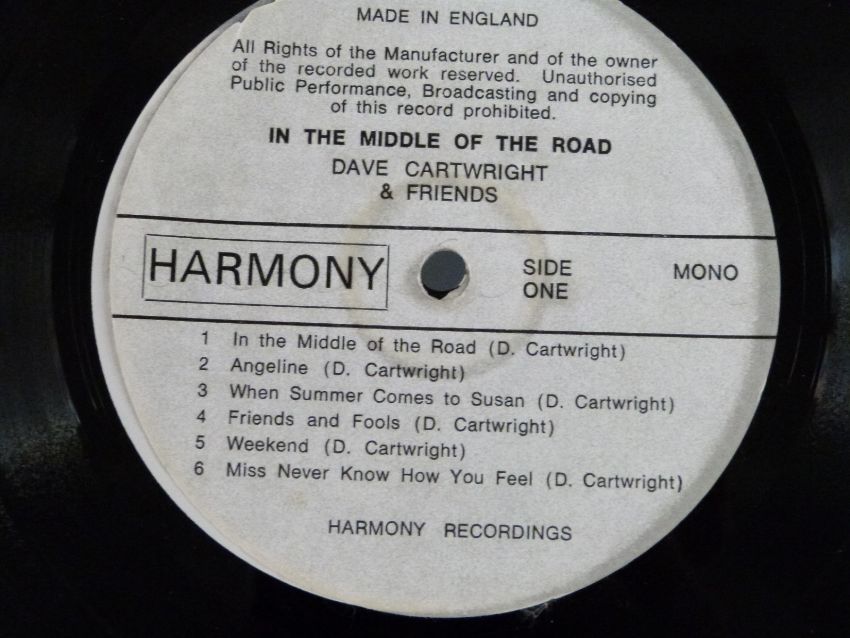 MADE IN ENGLAND
All Rights of the Manufacturer and of the owner
of the recorded work reserved. Unauthorised
Public Performance, Broadcasting and copying
of this record prohibited.
IN THE MIDDLE OF THE ROAD
DAVE CARTWRIGHT
& FRIENDS
HARMONY
SIDE
ONE
MONO
1 In the Middle of the Road (D. Cartwright)
2 Angeline (D. Cartwright)
3 When Summer Comes to Susan (D. Cartwright)
4 Friends and Fools (D. Cartwright)
5 Weekend (D. Cartwright)
6 Miss Never Know How You Feel (D. Cartwright)
HARMONY RECORDINGS